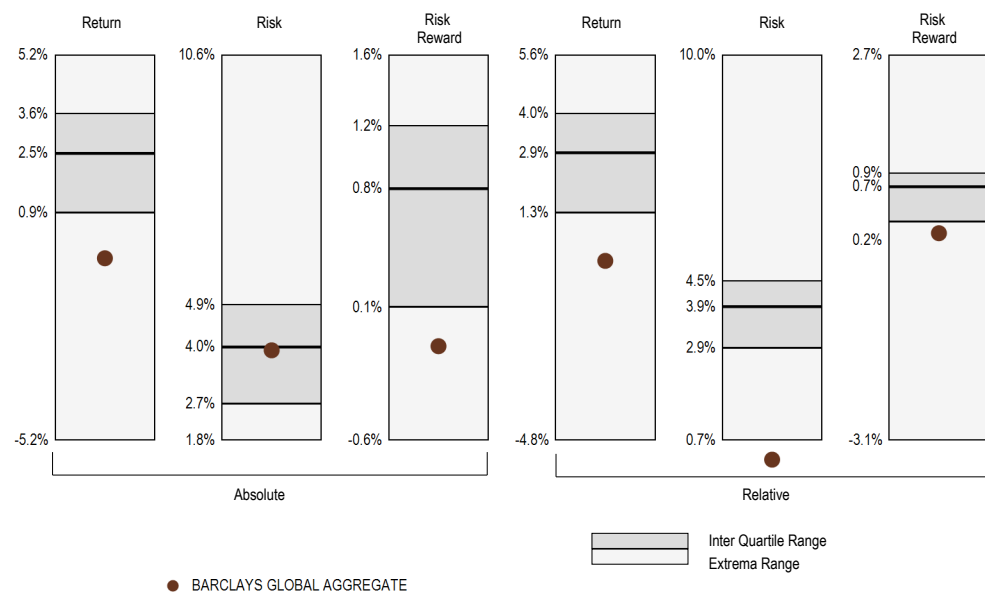 Return
Risk
Risk
Reward
Return
Risk
Risk
Reward
5.2%
3.6%
2.5%
0.9%
-5.2%
10.6%
4.9%
4.0%
2.7%
1.8%
1.6%
1.2%
0.8%
0.1%
-0.6%
5.6%
4.0%
2.9%
1.3%
-4.8%
10.0%
4.5%
3.9%
2.9%
0.7%
2.7%
0.9%
0.7%
0.2%
-3.1%
Absolute
Relative
Inter Quartile Range
Extrema Range
BARCLAYS GLOBAL AGGREGATE